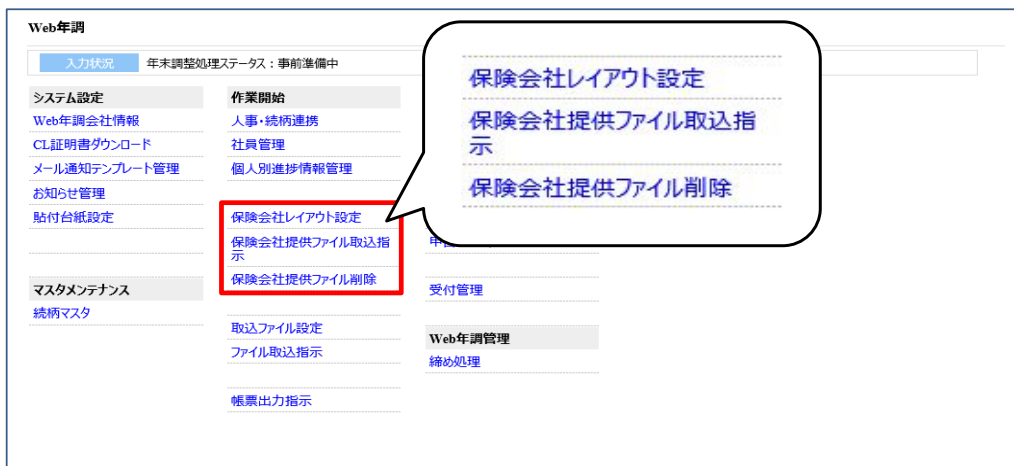 Web年調
入力状況 年末調整処理ステータス：事前準備中
システム設定
Web年調会社情報
CL証明書ダウンロード
メール通知テンプレート管理
お知らせ管理
貼付台紙設定
マスタメンテナンス
続柄マスタ
作業開始
人事・続柄連携
社員管理
個人別進捗情報管理
保険会社レイアウト設定
保険会社提供ファイル取込指
示
保険会社提供ファイル削除
取込ファイル設定
ファイル取込指示
帳票出力指示
受付管理
Web年調管理
締め処理
保険会社レイアウト設定
保険会社提供ファイル取込指
示
保険会社提供ファイル削除